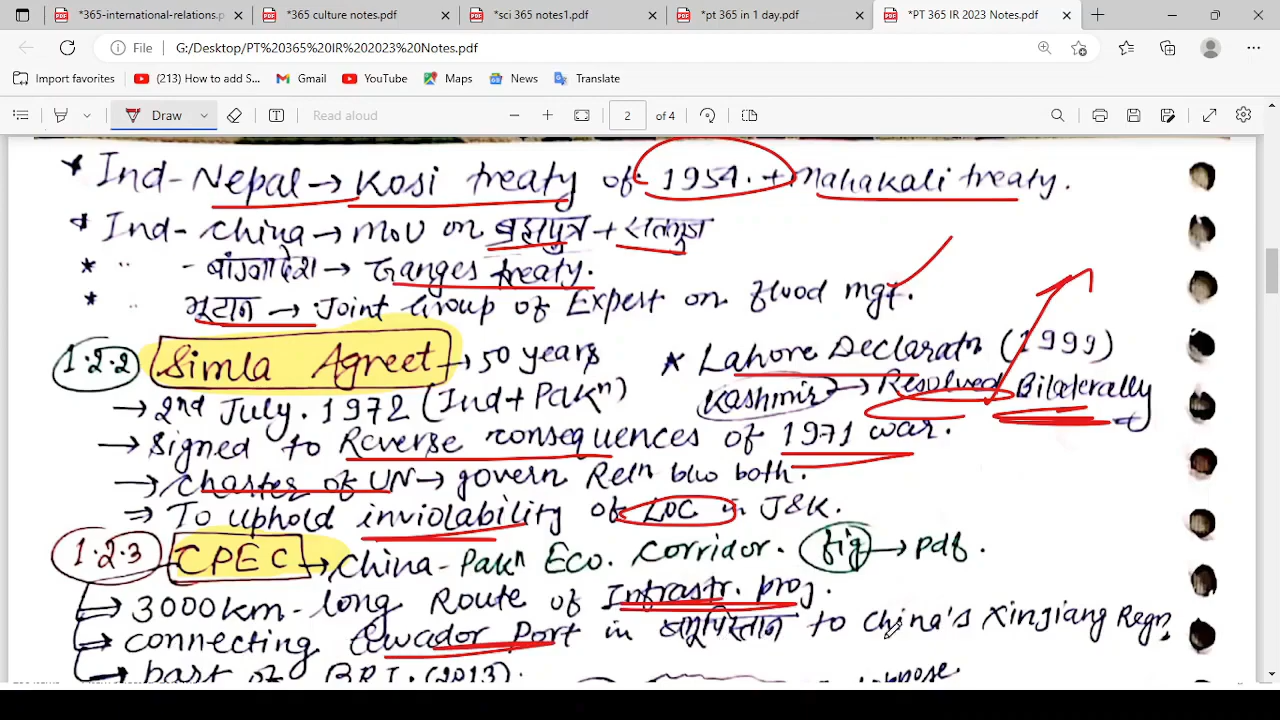 *365-international-relations.p
*365 culture notes.pdf
*sci 365 notes1.pdf
*pt 365 in 1 day.pdf
*PT 365 IR 2023 Notes.pdf
File G:/Desktop/PT%20365%20IR%202023%20Notes.pdf
Import favorites (213) How to add S... Gmail YouTube Maps News Translate
Draw Read aloud 2 of 4
* Ind-Nepal → Kosi treaty of 1954. + Mahakali treaty.
* Ind- China → MoU on ब्रह्मपुत्र + सतलुज
* " - बांग्लादेश → Ganges treaty.
* " भूटान → Joint Group of Expert on flood mgt.
1.2.2 Simla Agreet → 50 years
* Lahore Declaratn (1999)
→ 2nd July. 1972 (Ind + Pakn)
Kashmir → Resolved Bilaterally
→ Signed to Reverse consequences of 1971 war.
→ Charter of UN → govern Reln b/w both.
⇒ To uphold inviolability of LOC in J&K.
1.2.3 CPEC → China-Pakn Eco. Corridor. fig → pdf.
⇒ 3000km-long Route of Infrastr. proj.
⇒ connecting Gwador Port in बलूचिस्तान to China's Xinjiang Regn,
→ part of BRI. (2013).